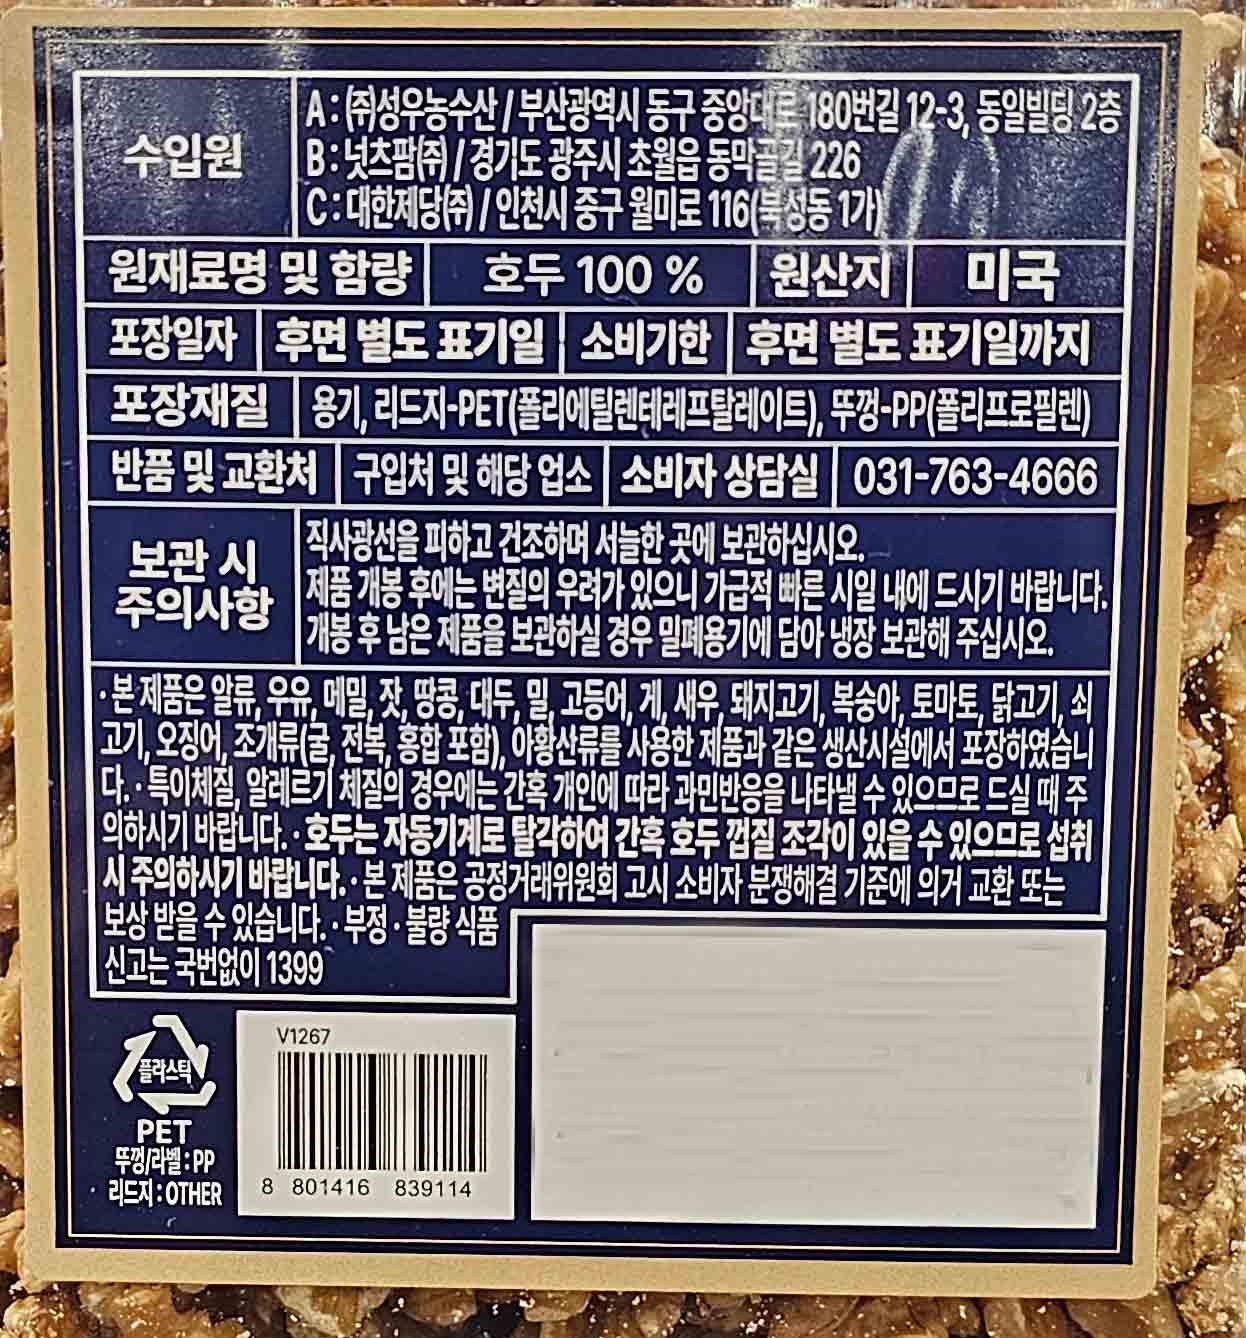 수입원
A : (주)성우농수산 / 부산광역시 동구 중앙대로 180번길 12-3, 동일빌딩 2층
B : 넛츠팜(주) / 경기도 광주시 초월읍 동막골길 226
C : 대한제당(주) / 인천시 중구 월미로 116(북성동 1가)
원재료명 및 함량 호두 100 % 원산지 미국
포장일자 후면 별도 표기일 소비기한 후면 별도 표기일까지
포장재질 용기, 리드지-PET(폴리에틸렌테레프탈레이트), 뚜껑-PP(폴리프로필렌)
반품 및 교환처 구입처 및 해당 업소 소비자 상담실 031-763-4666
보관 시
주의사항
직사광선을 피하고 건조하며 서늘한 곳에 보관하십시오.
제품 개봉 후에는 변질의 우려가 있으니 가급적 빠른 시일 내에 드시기 바랍니다.
개봉 후 남은 제품을 보관하실 경우 밀폐용기에 담아 냉장 보관해 주십시오.
· 본 제품은 알류, 우유, 메밀, 잣, 땅콩, 대두, 밀, 고등어, 게, 새우, 돼지고기, 복숭아, 토마토, 닭고기, 쇠
고기, 오징어, 조개류(굴, 전복, 홍합 포함), 아황산류를 사용한 제품과 같은 생산시설에서 포장하였습니
다. · 특이체질, 알레르기 체질의 경우에는 간혹 개인에 따라 과민반응을 나타낼 수 있으므로 드실 때 주
의하시기 바랍니다. · 호두는 자동기계로 탈각하여 간혹 호두 껍질 조각이 있을 수 있으므로 섭취
시 주의하시기 바랍니다. · 본 제품은 공정거래위원회 고시 소비자 분쟁해결 기준에 의거 교환 또는
보상 받을 수 있습니다. · 부정 · 불량 식품
신고는 국번없이 1399
플라스틱
PET
뚜껑/라벨 : PP
리드지 : OTHER
V1267
8 801416 839114